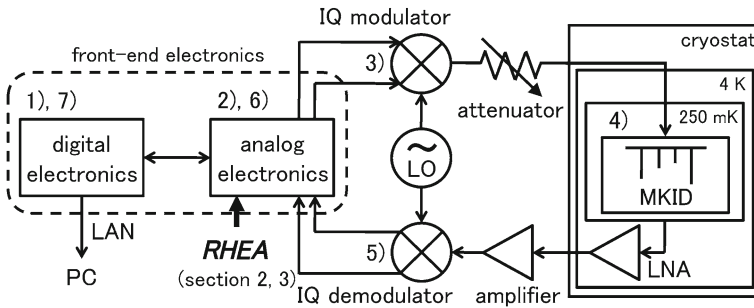 IQ modulator
front-end electronics
cryostat
3)
4 K
1), 7)
2), 6)
attenuator
4)
250 mK
digital
electronics
analog
electronics
~
LO
MKID
LAN
RHEA
(section 2, 3)
5)
PC
IQ demodulator
amplifier
LNA